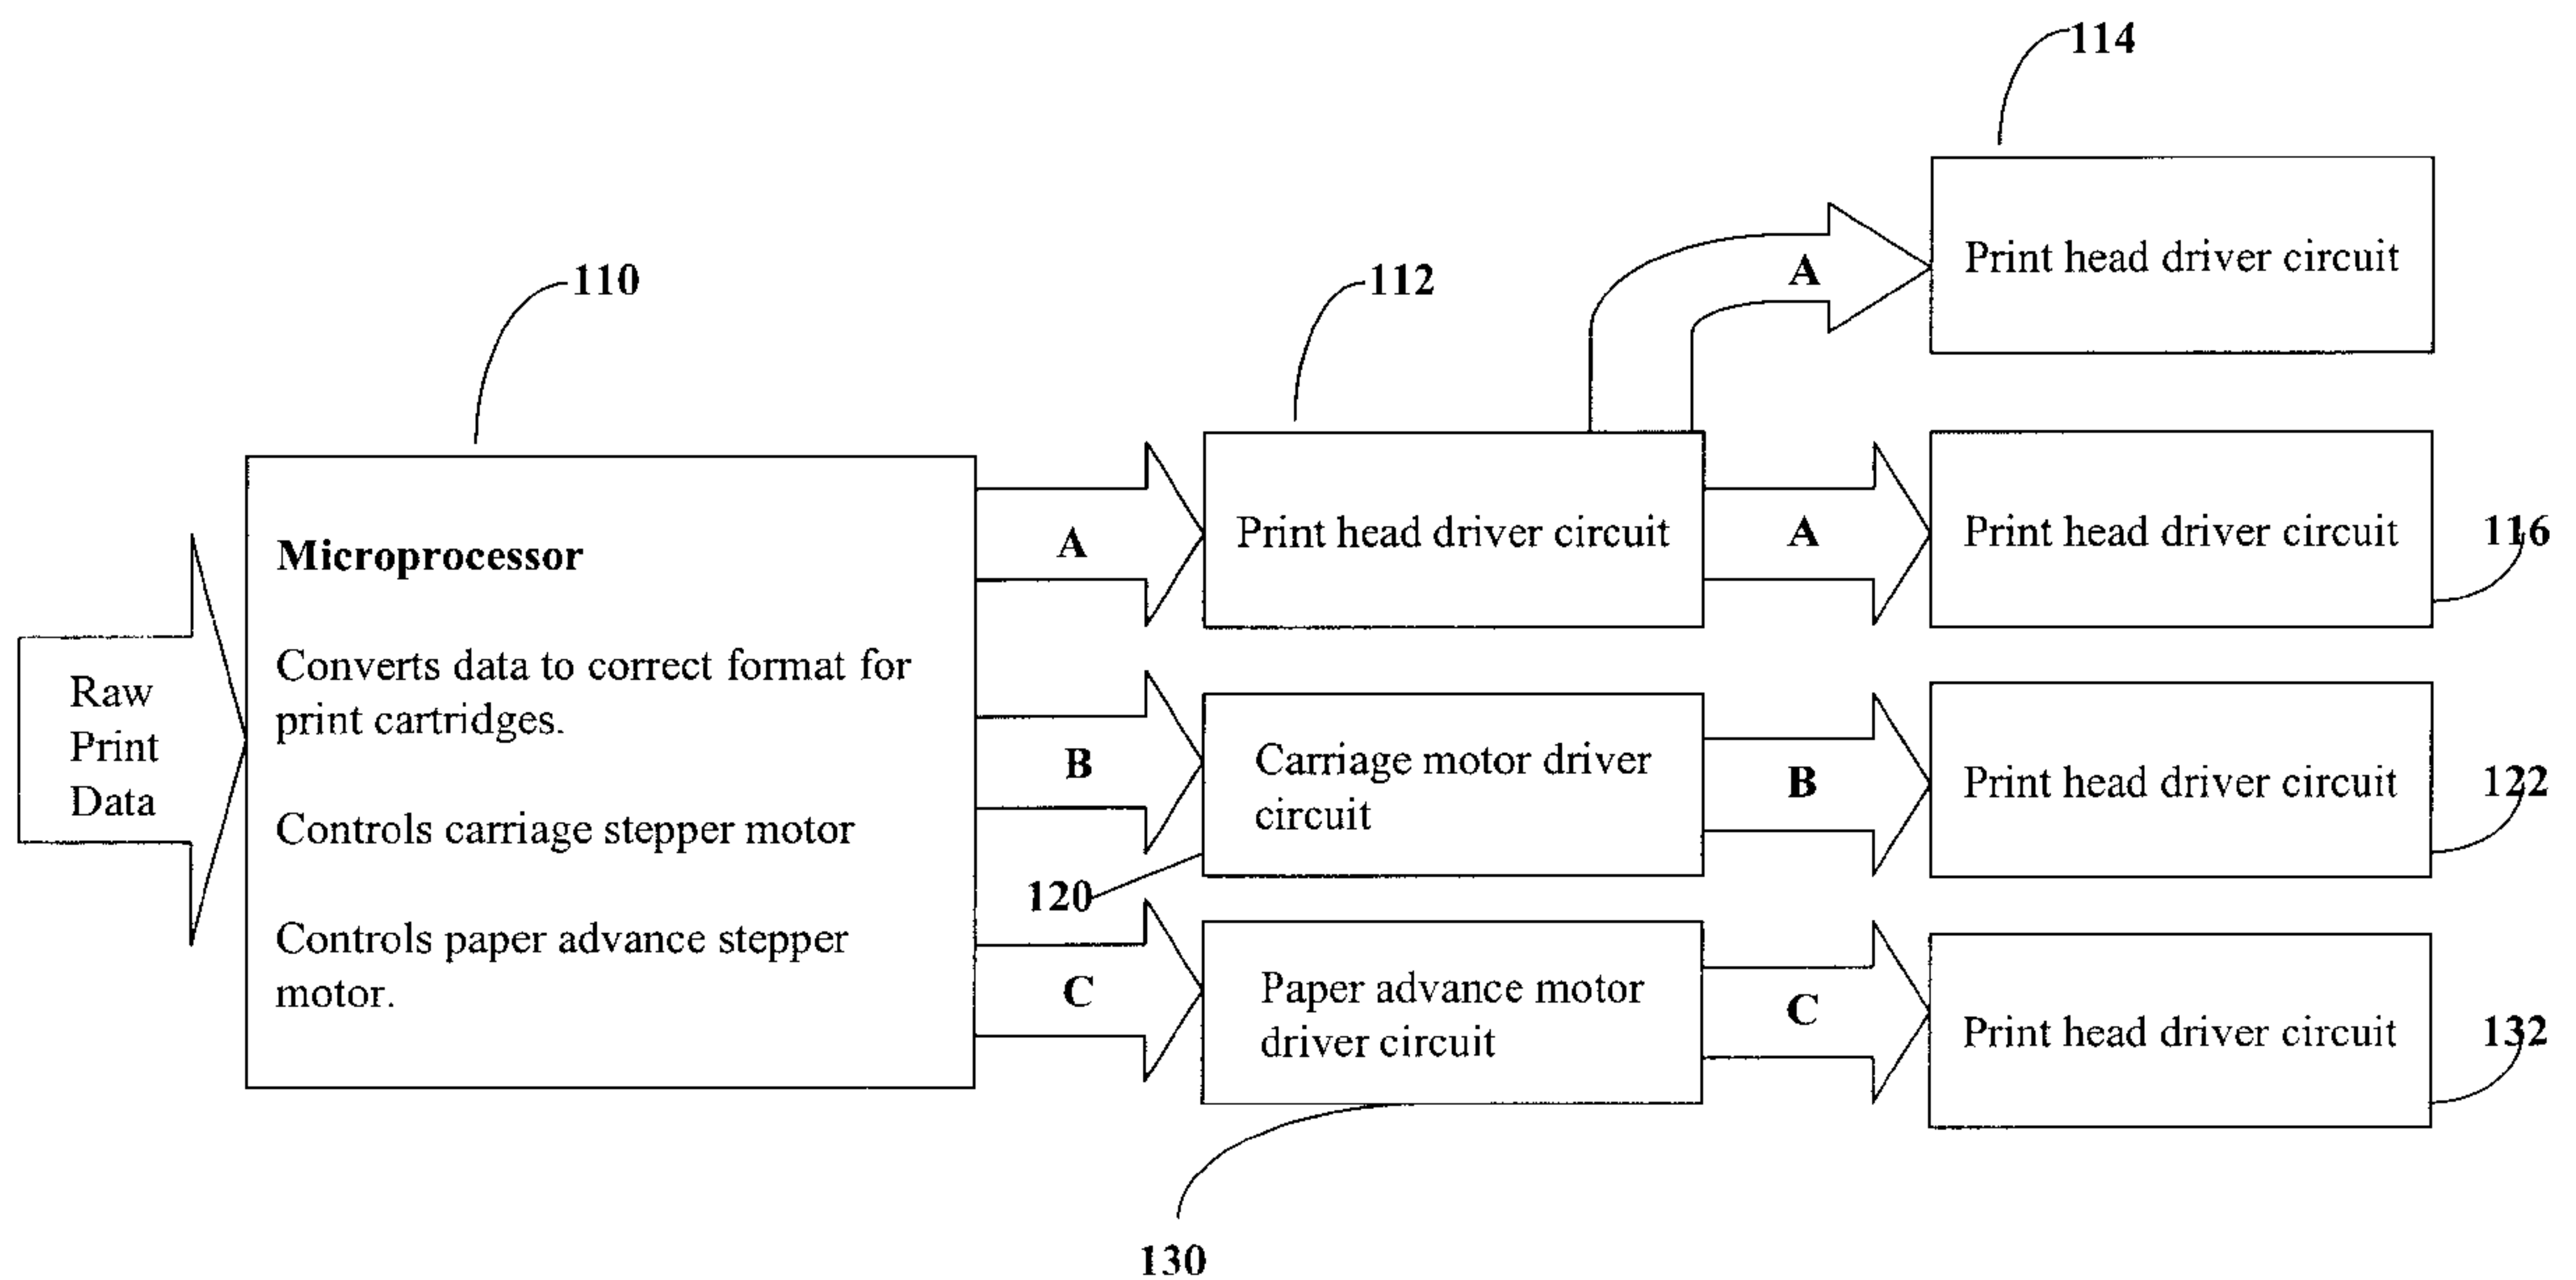 114
Print head driver circuit
A
110
112
Microprocessor
Converts data to correct format for
print cartridges.
Controls carriage stepper motor
Controls paper advance stepper
motor.
Raw
Print
Data
A
Print head driver circuit
A
Print head driver circuit
116
B
Carriage motor driver
circuit
B
Print head driver circuit
122
120
C
Paper advance motor
driver circuit
C
Print head driver circuit
132
130